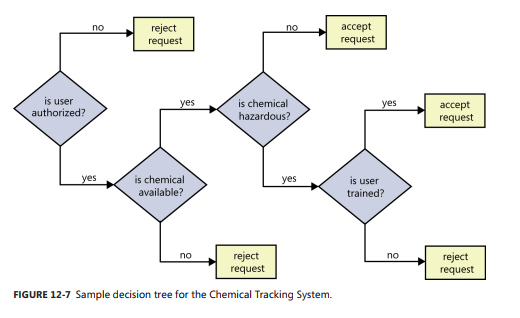 no
reject
request
no
accept
request
is user
authorized?
yes
is chemical
hazardous?
yes
accept
request
yes
is chemical
available?
yes
is user
trained?
no
reject
request
no
reject
request
FIGURE 12-7 Sample decision tree for the Chemical Tracking System.